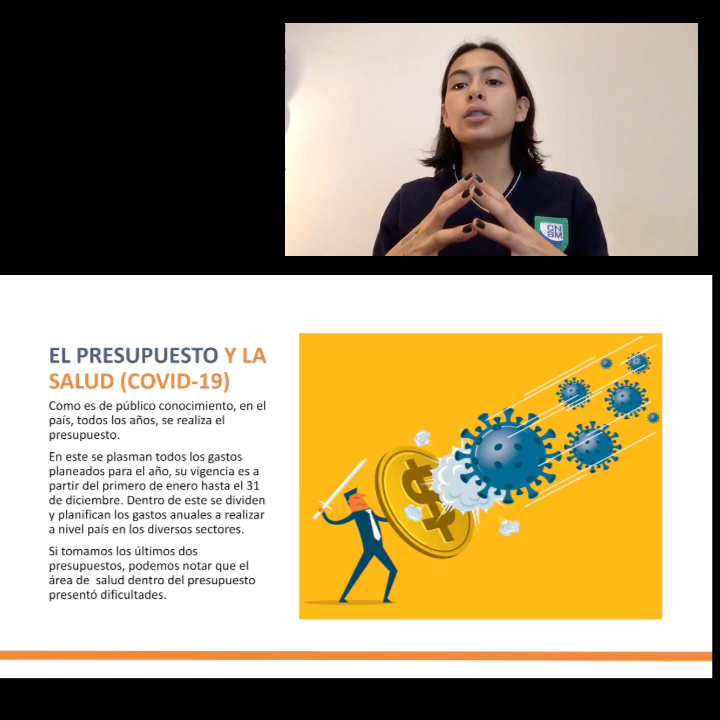 CN
SM
EL PRESUPUESTO Y LA
SALUD (COVID-19)
Como es de público conocimiento, en el
país, todos los años, se realiza el
presupuesto.
En este se plasman todos los gastos
planeados para el año, su vigencia es a
partir del primero de enero hasta el 31
de diciembre. Dentro de este se dividen
y planifican los gastos anuales a realizar
a nivel país en los diversos sectores.
Si tomamos los últimos dos
presupuestos, podemos notar que el
área de salud dentro del presupuesto
presentó dificultades.
$